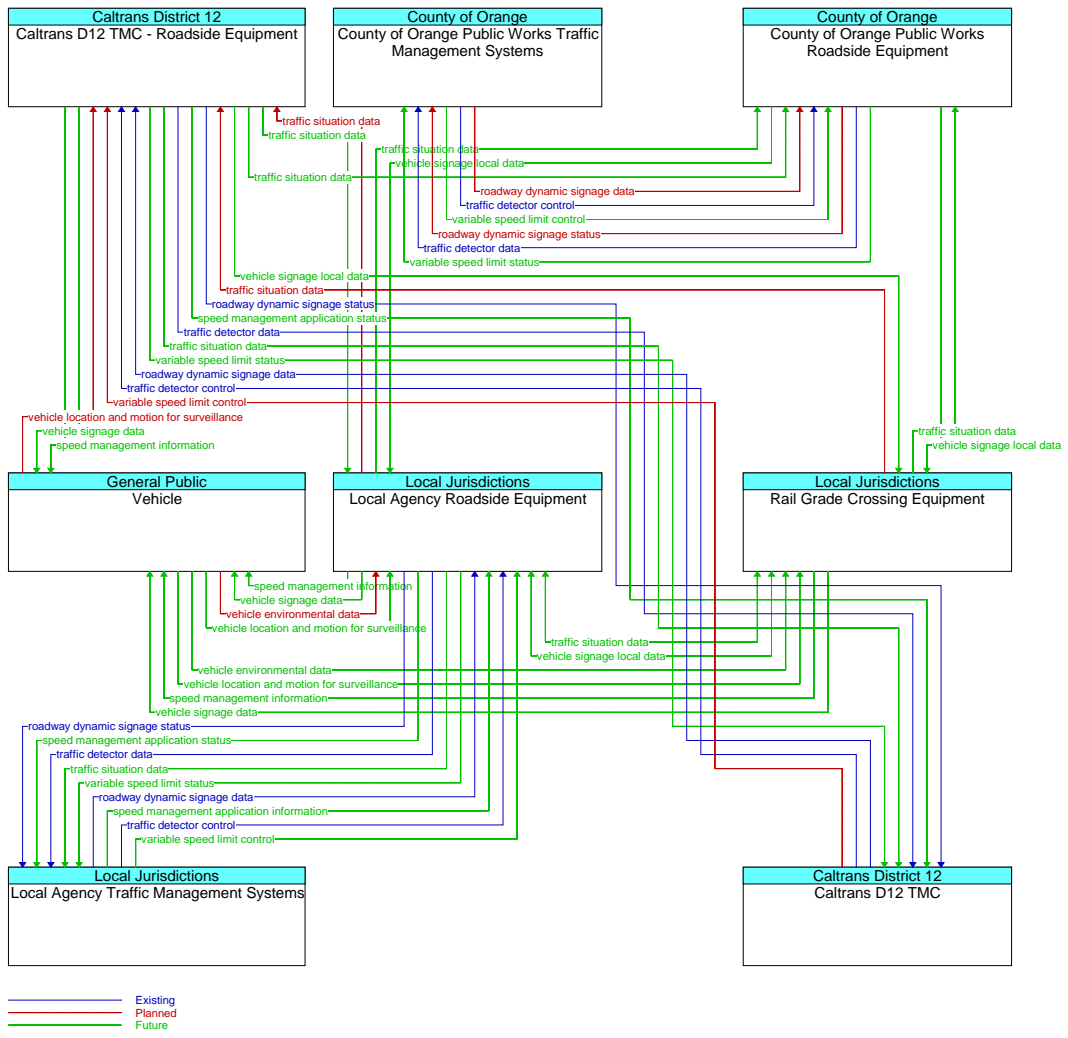 Caltrans District 12
Caltrans D12 TMC - Roadside Equipment
County of Orange
County of Orange Public Works Traffic
Management Systems
County of Orange
County of Orange Public Works
Roadside Equipment
traffic situation data
traffic situation data
traffic situation data
vehicle signage local data
traffic situation data
roadway dynamic signage data
traffic detector control
variable speed limit control
roadway dynamic signage status
traffic detector data
variable speed limit status
vehicle signage local data
traffic situation data
roadway dynamic signage status
speed management application status
traffic detector data
traffic situation data
variable speed limit status
roadway dynamic signage data
traffic detector control
variable speed limit control
vehicle location and motion for surveillance
vehicle signage data
traffic situation data
speed management information
vehicle signage local data
General Public
Vehicle
Local Jurisdictions
Local Agency Roadside Equipment
Local Jurisdictions
Rail Grade Crossing Equipment
speed management information
vehicle signage data
vehicle environmental data
vehicle location and motion for surveillance
traffic situation data
vehicle signage local data
vehicle environmental data
vehicle location and motion for surveillance
speed management information
vehicle signage data
roadway dynamic signage status
speed management application status
traffic detector data
traffic situation data
variable speed limit status
roadway dynamic signage data
speed management application information
traffic detector control
variable speed limit control
Local Jurisdictions
Local Agency Traffic Management Systems
Caltrans District 12
Caltrans D12 TMC
Existing
Planned
Future